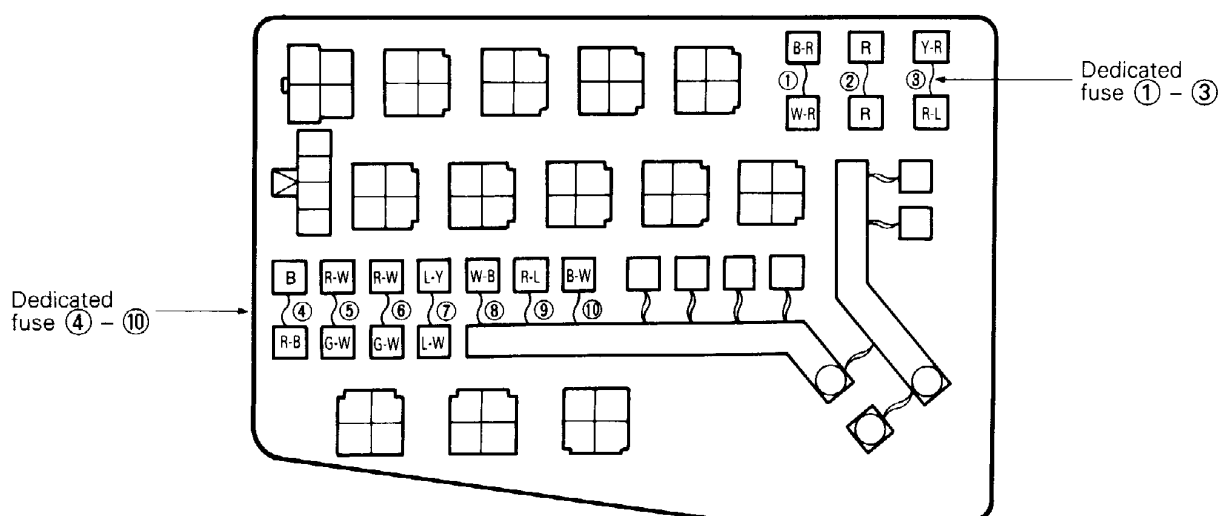 B-R R Y-R
① ② ③
W-R R R-L
Dedicated
fuse ① – ③
B R-W R-W L-Y W-B R-L B-W
④ ⑤ ⑥ ⑦ ⑧ ⑨ ⑩
R-B G-W G-W L-W
Dedicated
fuse ④ – ⑩